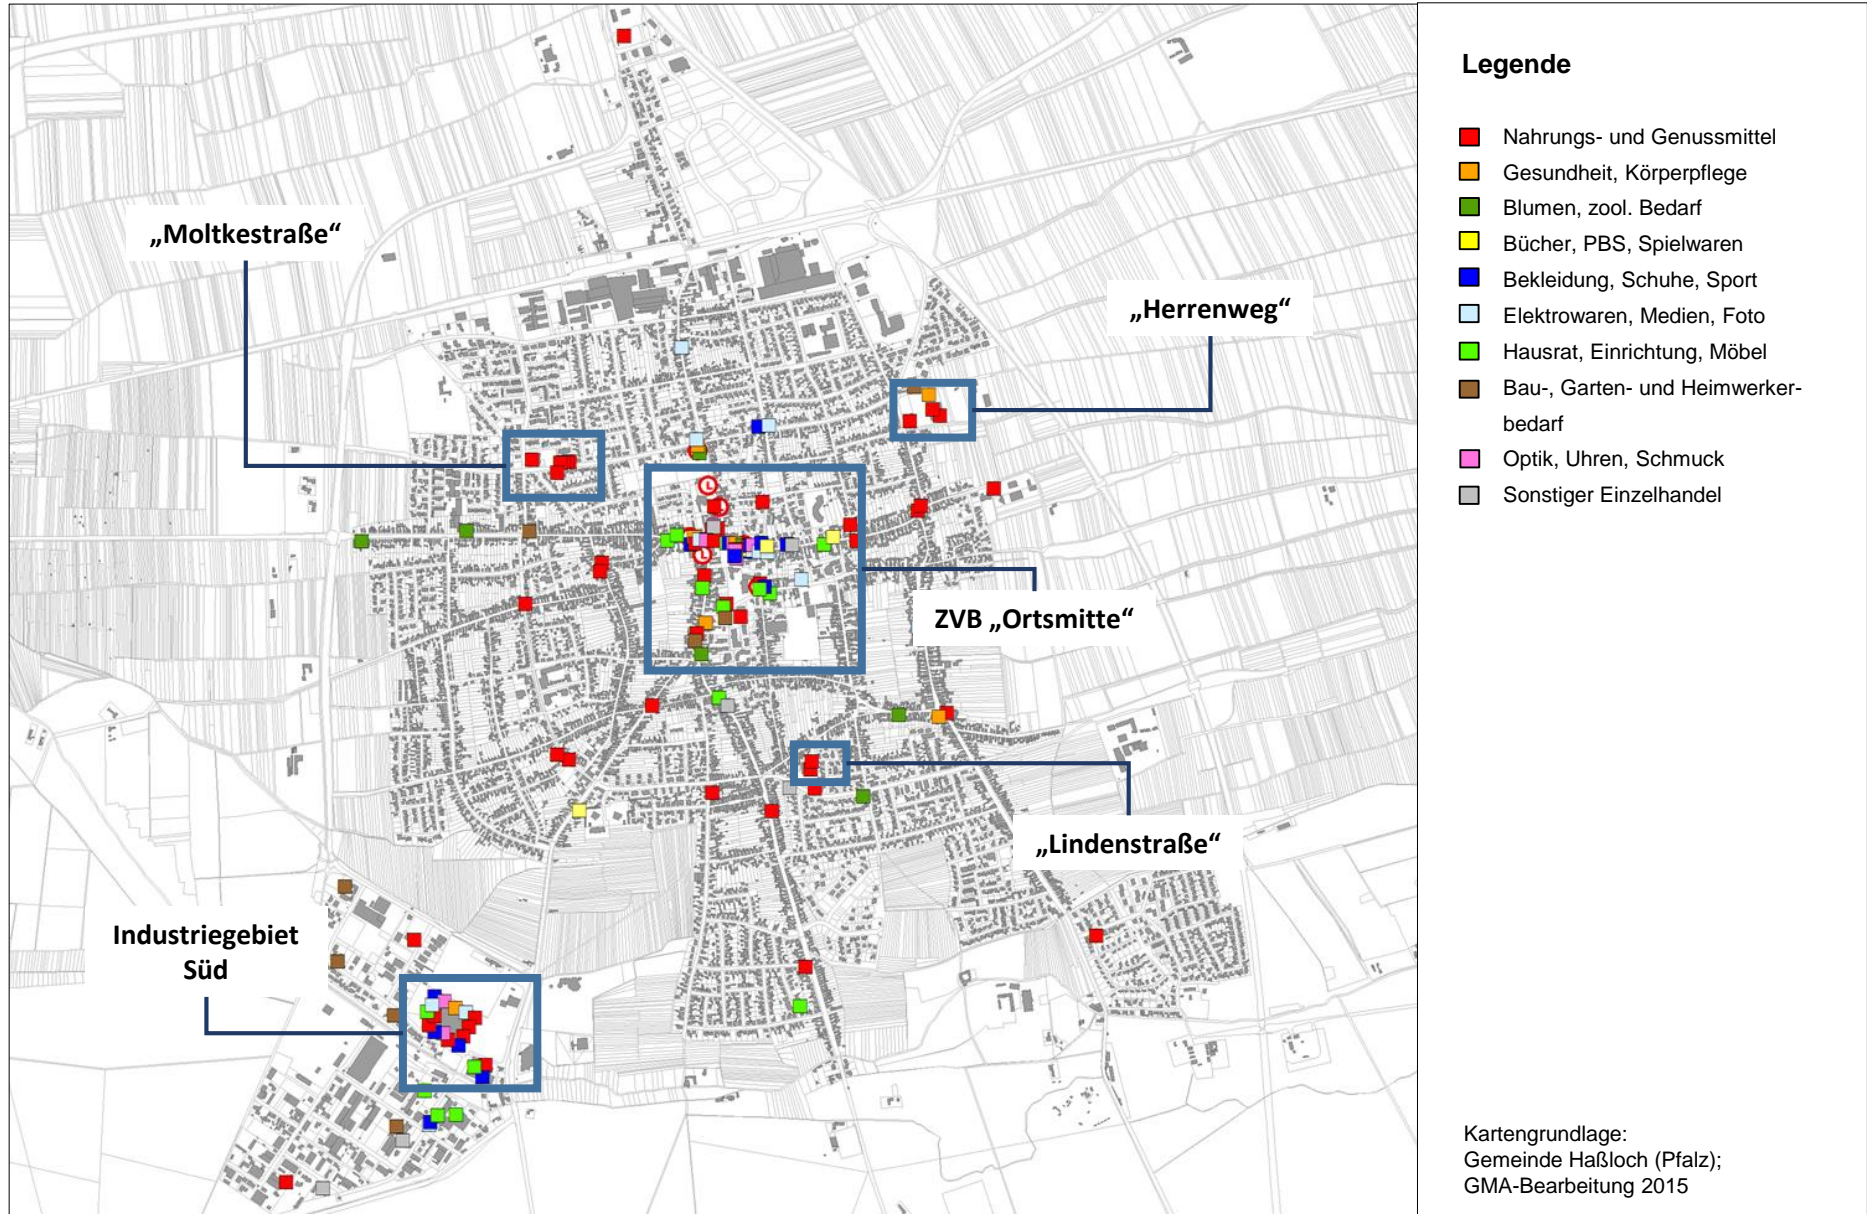 „Moltkestraße“
„Herrenweg“
ZVB „Ortsmitte“
„Lindenstraße“
Industriegebiet
Süd
L
L
L
Legende
Nahrungs- und Genussmittel
Gesundheit, Körperpflege
Blumen, zool. Bedarf
Bücher, PBS, Spielwaren
Bekleidung, Schuhe, Sport
Elektrowaren, Medien, Foto
Hausrat, Einrichtung, Möbel
Bau-, Garten- und Heimwerker-
bedarf
Optik, Uhren, Schmuck
Sonstiger Einzelhandel
Kartengrundlage:
Gemeinde Haßloch (Pfalz);
GMA-Bearbeitung 2015